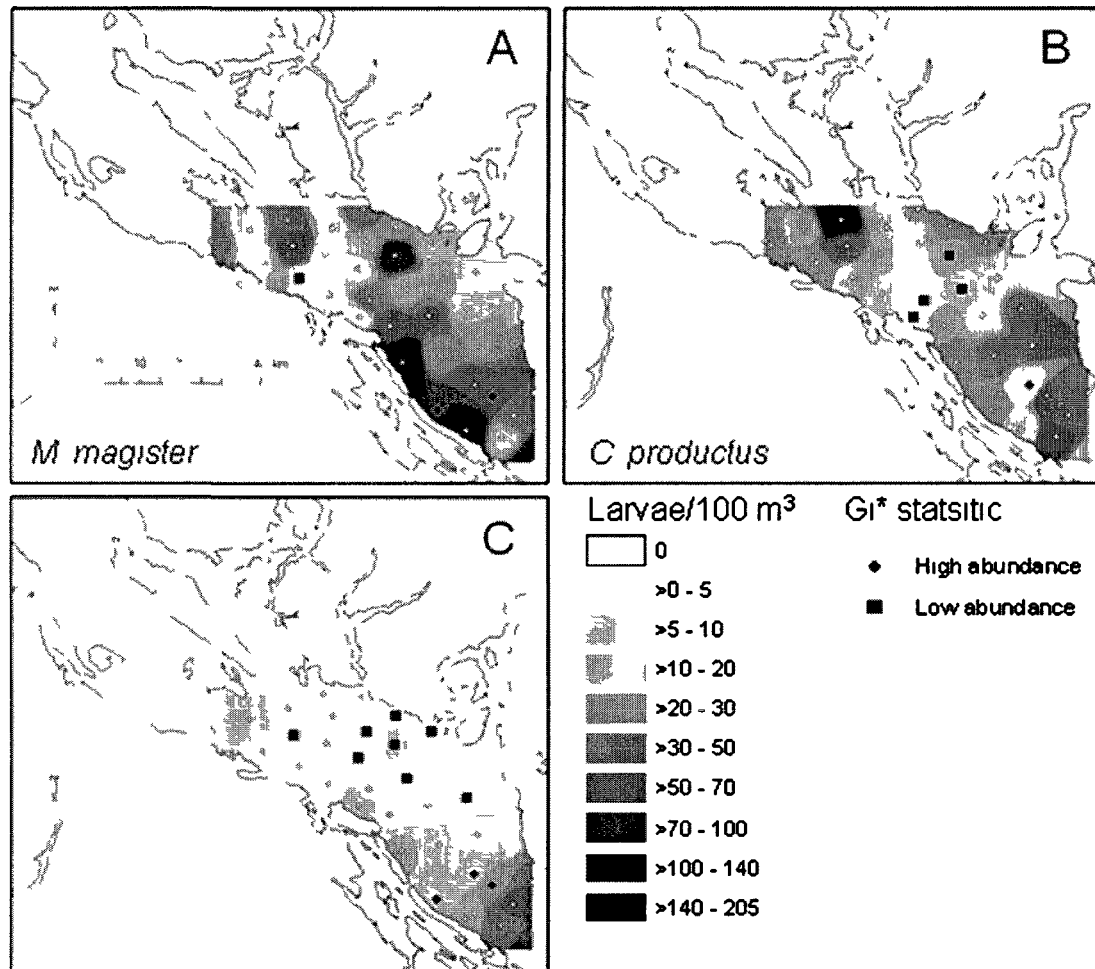 A
M magister
B
C productus
C
Larvae/100 m³
0
>0 - 5
>5 - 10
>10 - 20
>20 - 30
>30 - 50
>50 - 70
>70 - 100
>100 - 140
>140 - 205
Gi* statsitic
High abundance
Low abundance